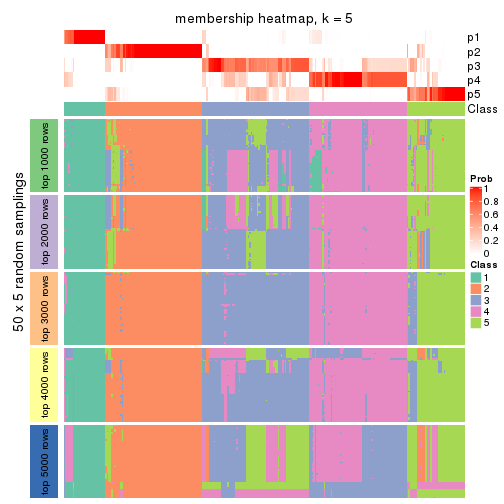 membership heatmap, k = 5
p1
p2
p3
p4
p5
Class
50 x 5 random samplings
top 1000 rows
top 2000 rows
top 3000 rows
top 4000 rows
top 5000 rows
Prob
1
0.8
0.6
0.4
0.2
0
Class
1
2
3
4
5